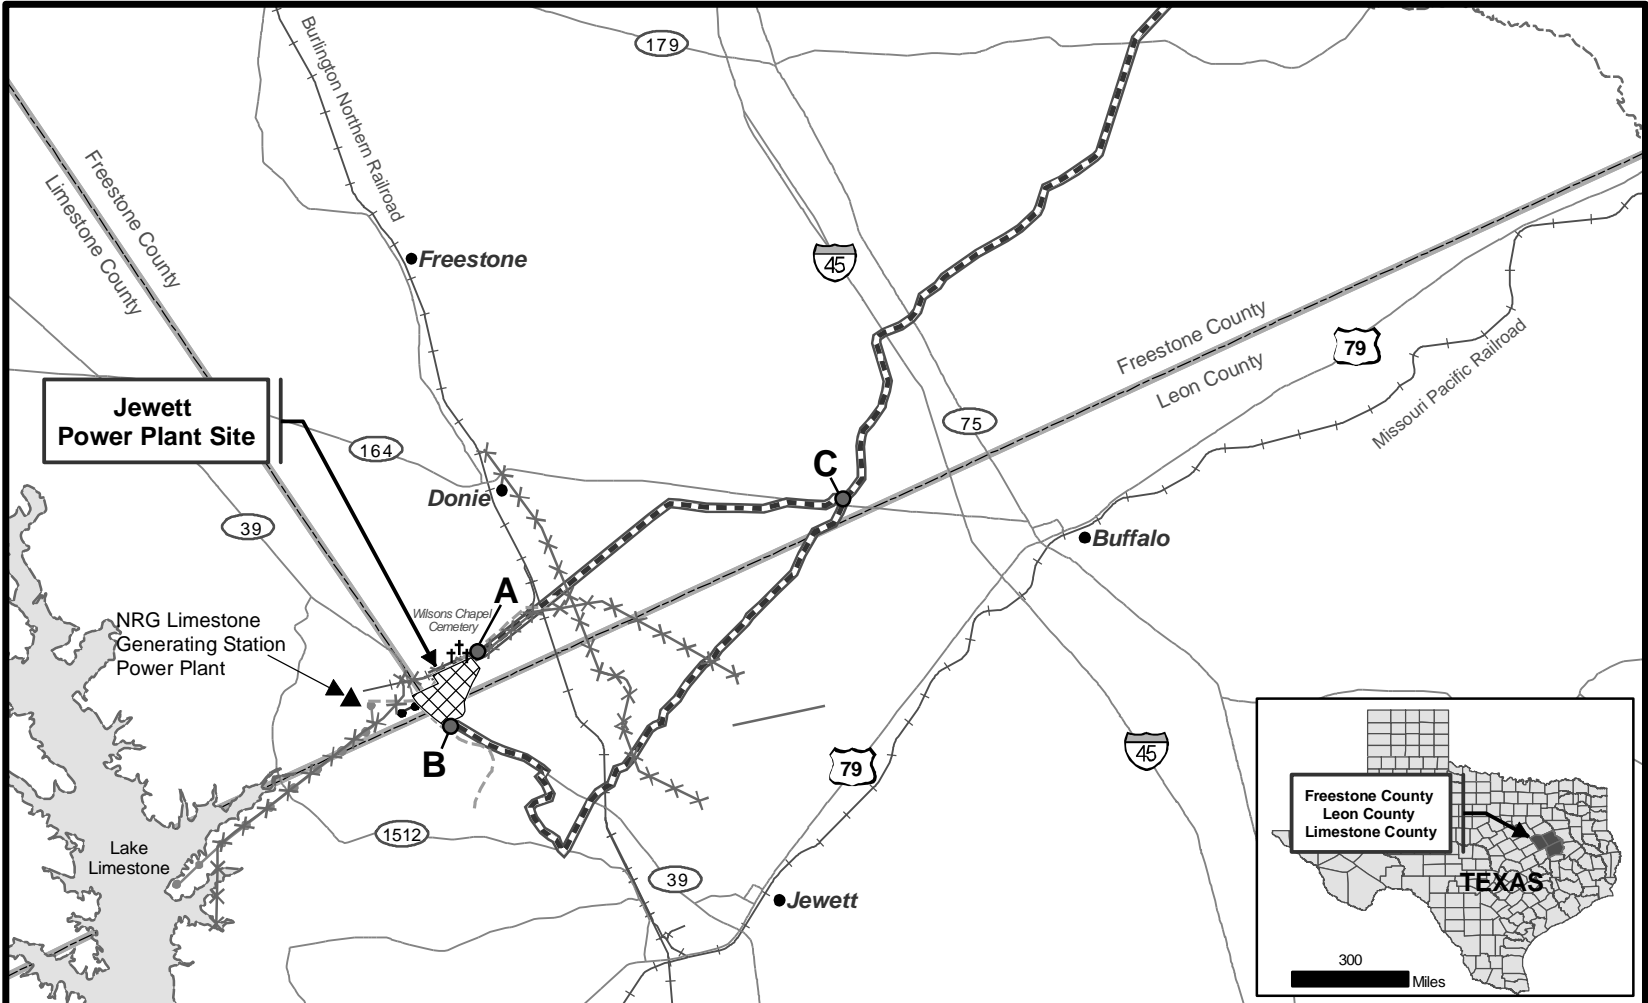 179
Burlington Northern Railroad
Freestone County
Limestone County
Freestone
45
Freestone County
Leon County
79
Missouri Pacific Railroad
Jewett
Power Plant Site
164
75
C
Donie
39
Buffalo
A
Wilsons Chapel
Cemetery
NRG Limestone
Generating Station
Power Plant
B
79
45
1512
Lake
Limestone
39
Jewett
Freestone County
Leon County
Limestone County
TEXAS
300
Miles